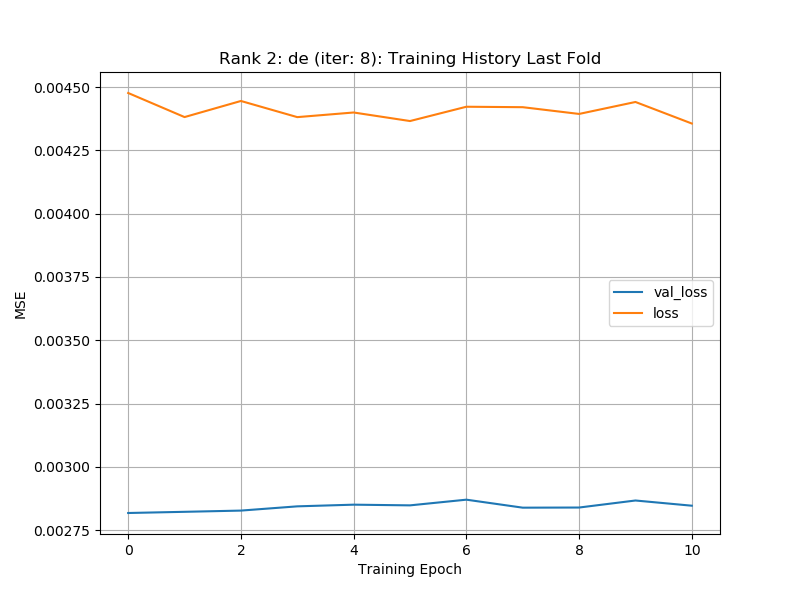 Rank 2: de (iter: 8): Training History Last Fold
0.00450
0.00425
0.00400
0.00375
0.00350
0.00325
0.00300
0.00275
MSE
val_loss
loss
0 2 4 6 8 10
Training Epoch